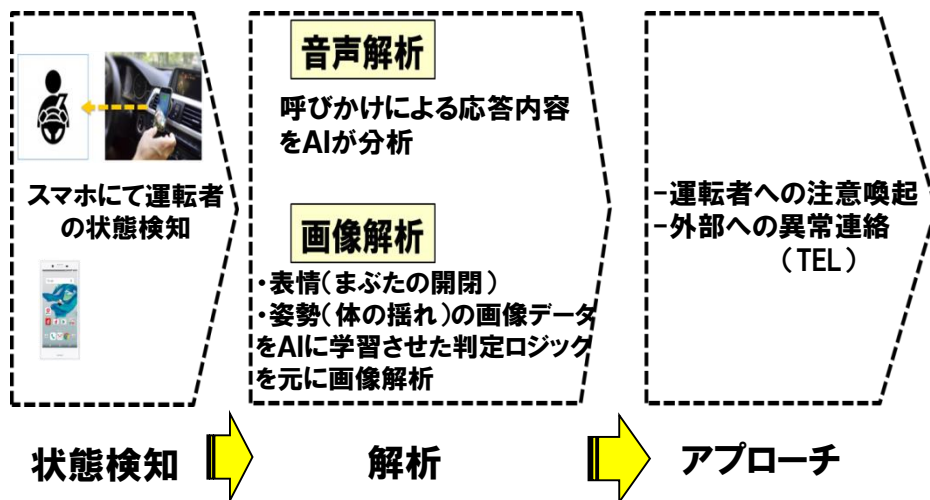 スマホにて運転者
の状態検知
音声解析
呼びかけによる応答内容
をAIが分析
画像解析
・表情(まぶたの開閉)
・姿勢(体の揺れ)の画像データ
をAIに学習させた判定ロジック
を元に画像解析
-運転者への注意喚起
-外部への異常連絡
(TEL)
状態検知
解析
アプローチ